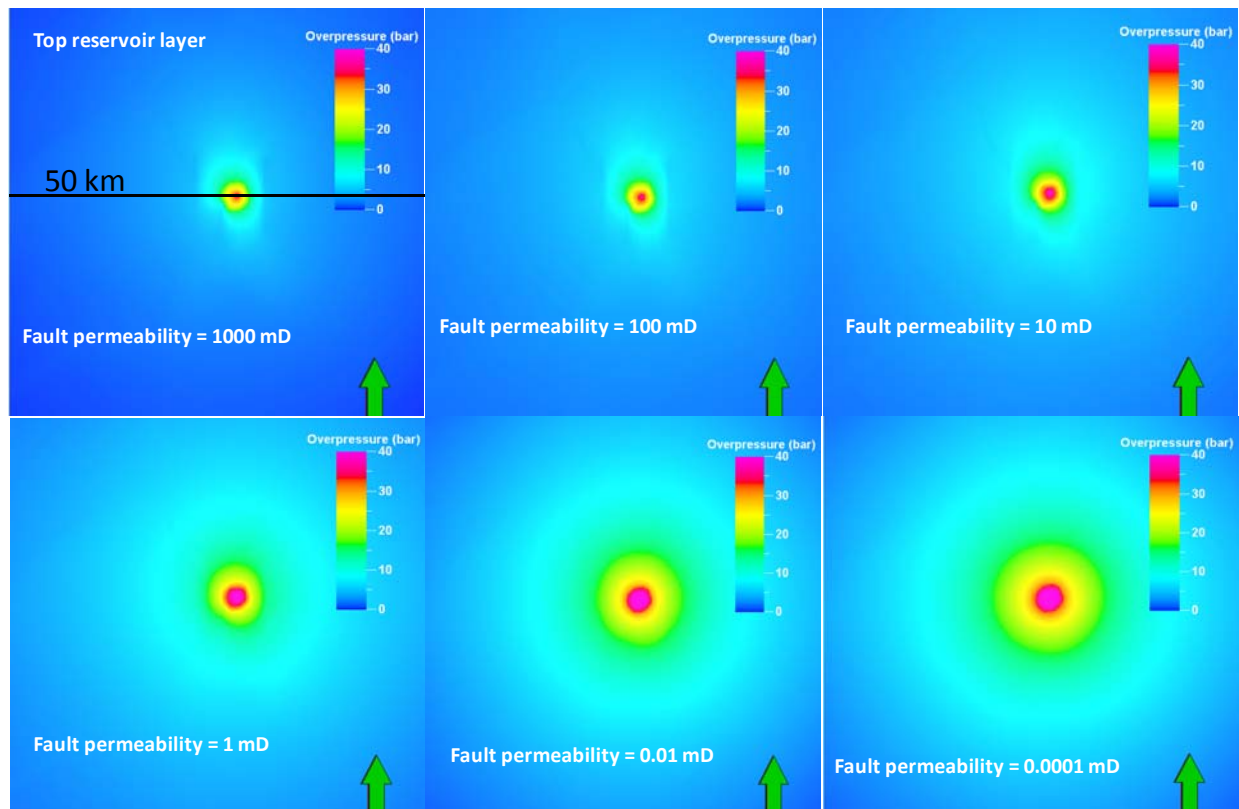 Top reservoir layer
Overpressure (bar)
40
30
20
10
0
50 km
Fault permeability = 1000 mD
Overpressure (bar)
40
30
20
10
0
Fault permeability = 100 mD
Overpressure (bar)
40
30
20
10
0
Fault permeability = 10 mD
Overpressure (bar)
40
30
20
10
0
Fault permeability = 1 mD
Overpressure (bar)
40
30
20
10
0
Fault permeability = 0.01 mD
Overpressure (bar)
40
30
20
10
0
Fault permeability = 0.0001 mD